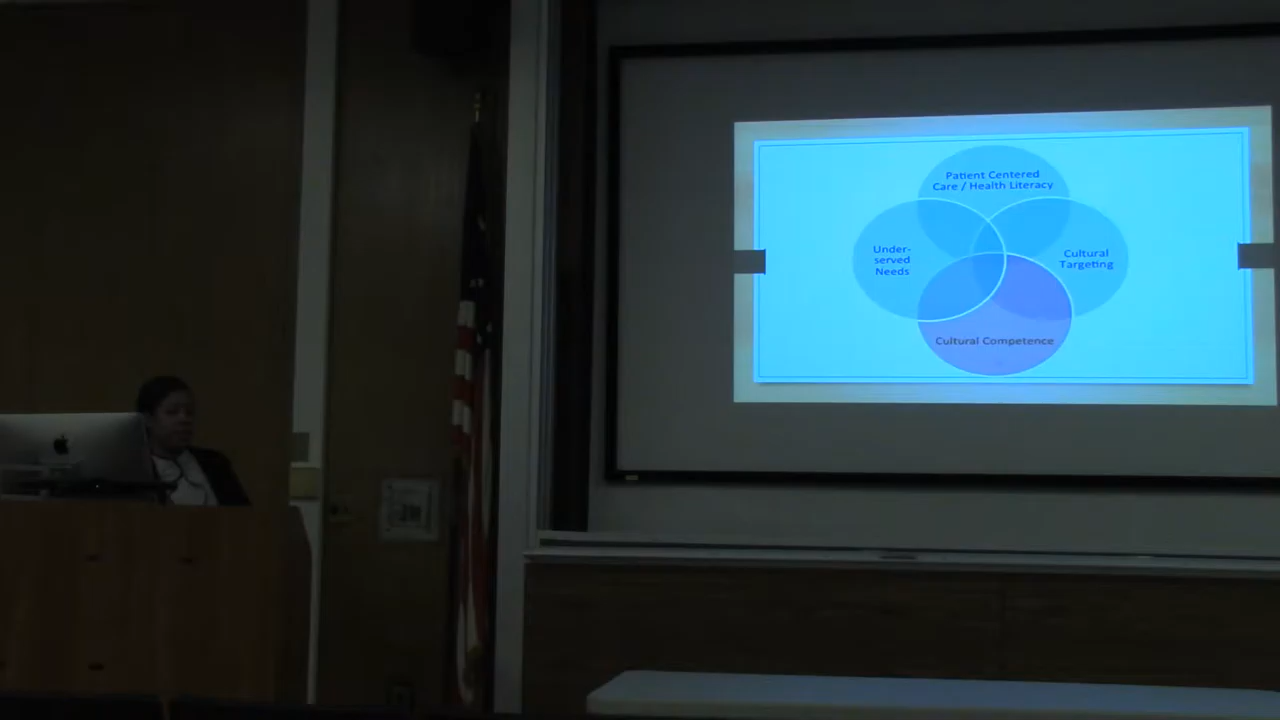 Patient Centered
Care / Health Literacy
Under-
served
Needs
Cultural
Targeting
Cultural Competence